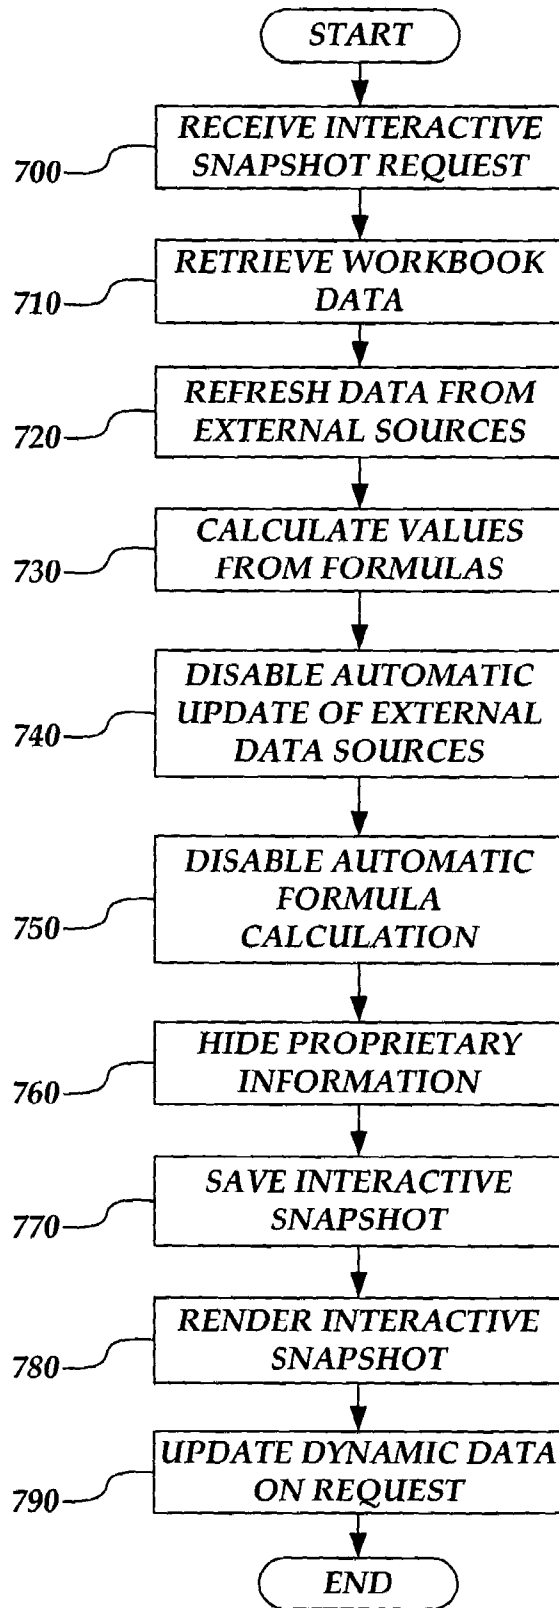 START
700
RECEIVE INTERACTIVE
SNAPSHOT REQUEST
710
RETRIEVE WORKBOOK
DATA
720
REFRESH DATA FROM
EXTERNAL SOURCES
730
CALCULATE VALUES
FROM FORMULAS
740
DISABLE AUTOMATIC
UPDATE OF EXTERNAL
DATA SOURCES
750
DISABLE AUTOMATIC
FORMULA
CALCULATION
760
HIDE PROPRIETARY
INFORMATION
770
SAVE INTERACTIVE
SNAPSHOT
780
RENDER INTERACTIVE
SNAPSHOT
790
UPDATE DYNAMIC DATA
ON REQUEST
END